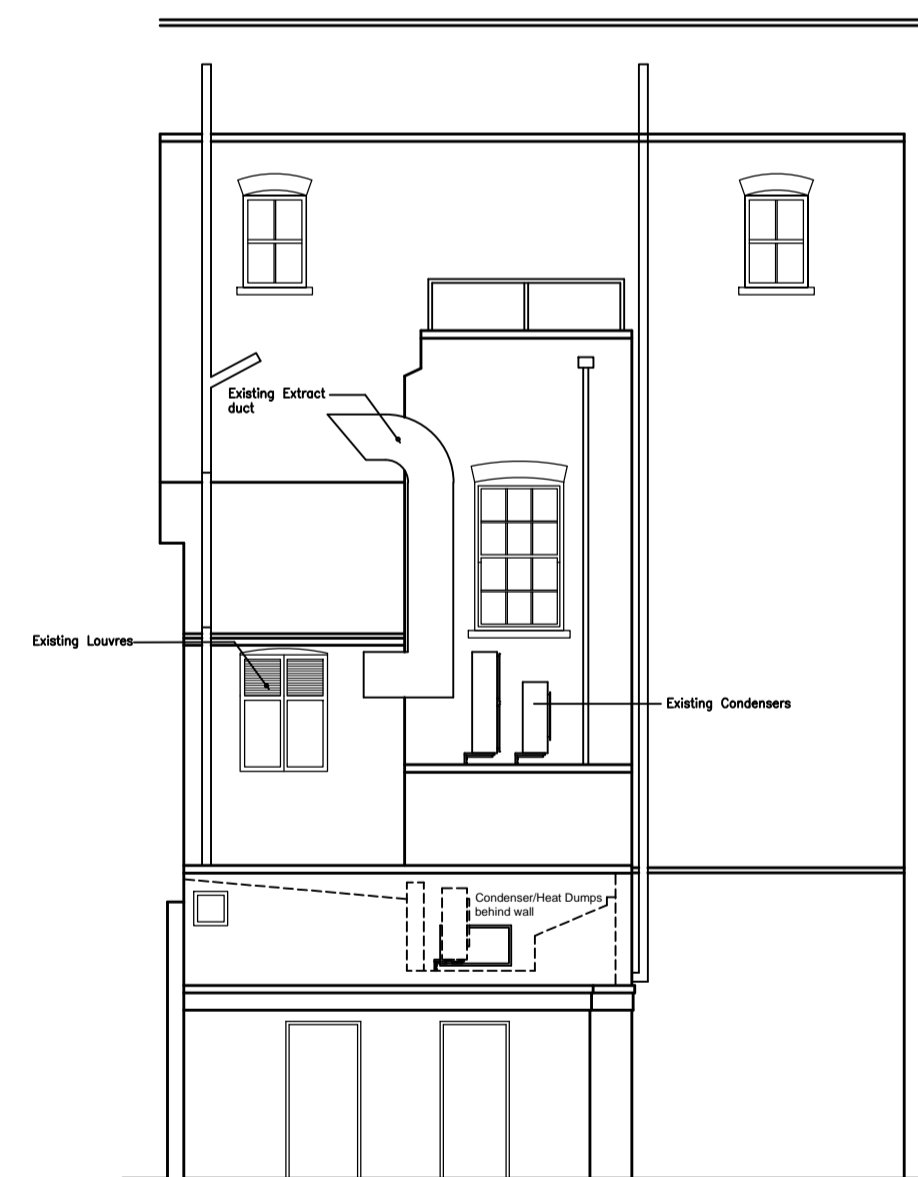 Existing Extract
duct
Existing Louvres
Existing Condensers
Condenser/Heat Dumps
behind wall